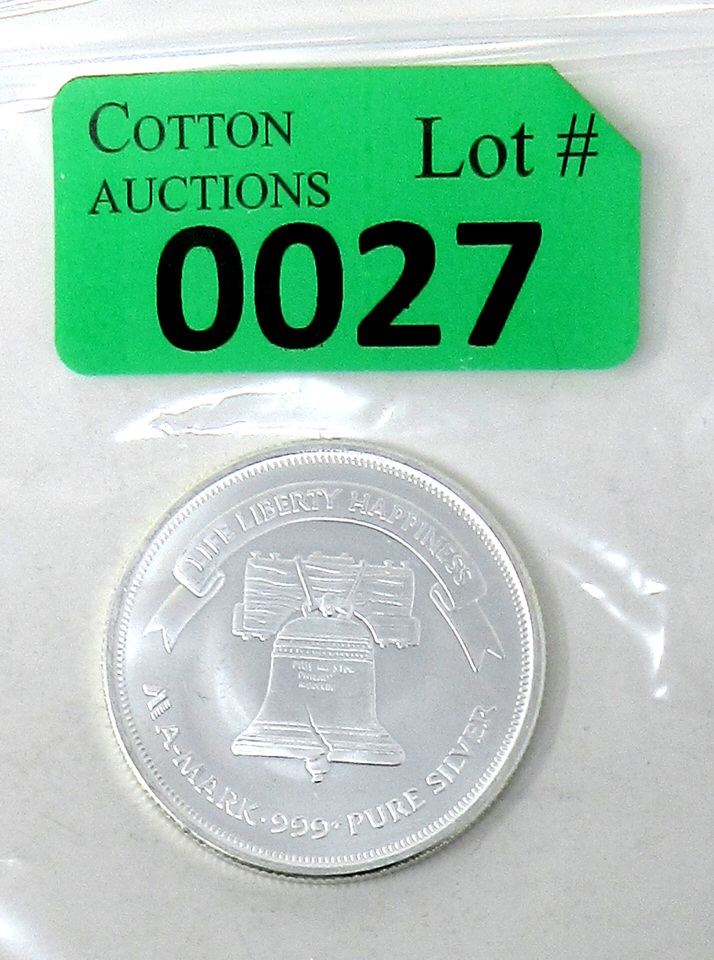 COTTON
AUCTIONS
Lot #
0027
LIFE LIBERTY HAPPINESS
A-MARK·999·PURE SILVER